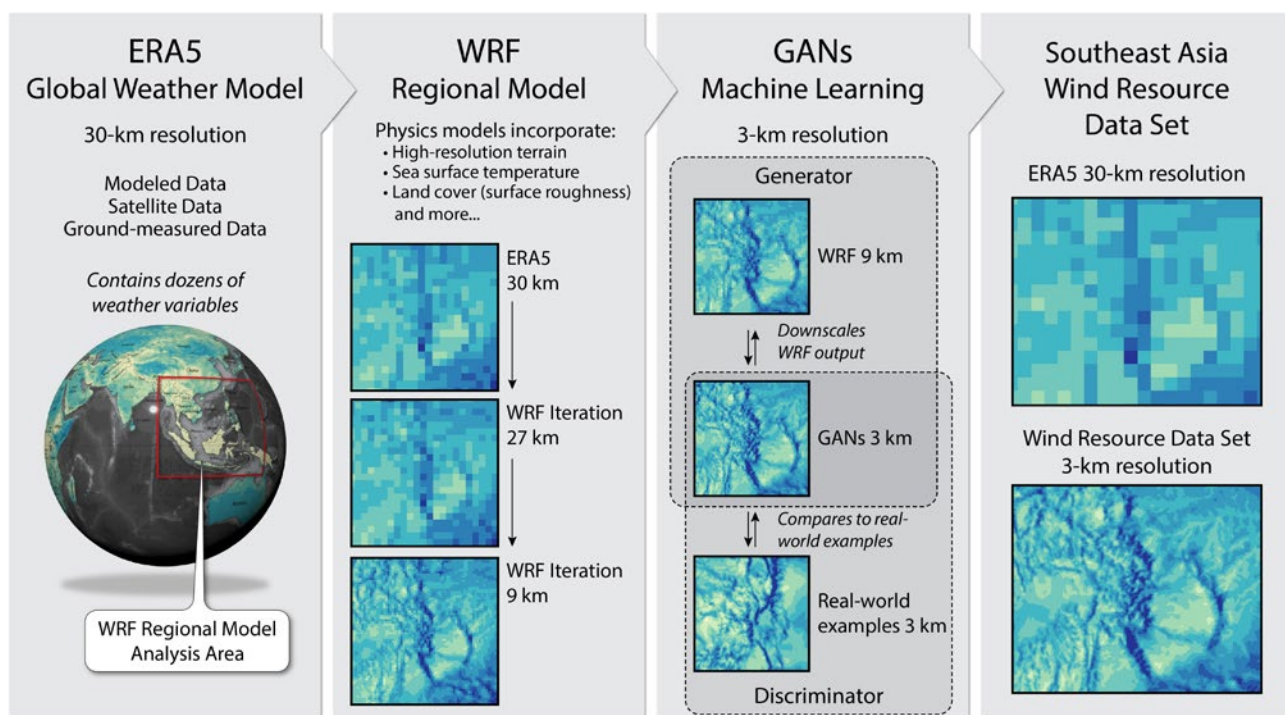 ERA5
Global Weather Model
30-km resolution
Modeled Data
Satellite Data
Ground-measured Data
Contains dozens of
weather variables
WRF Regional Model
Analysis Area
WRF
Regional Model
Physics models incorporate:
• High-resolution terrain
• Sea surface temperature
• Land cover (surface roughness)
and more...
ERA5
30 km
WRF Iteration
27 km
WRF Iteration
9 km
GANs
Machine Learning
3-km resolution
Generator
WRF 9 km
Downscales
WRF output
GANs 3 km
Compares to real-
world examples
Real-world
examples 3 km
Discriminator
Southeast Asia
Wind Resource
Data Set
ERA5 30-km resolution
Wind Resource Data Set
3-km resolution